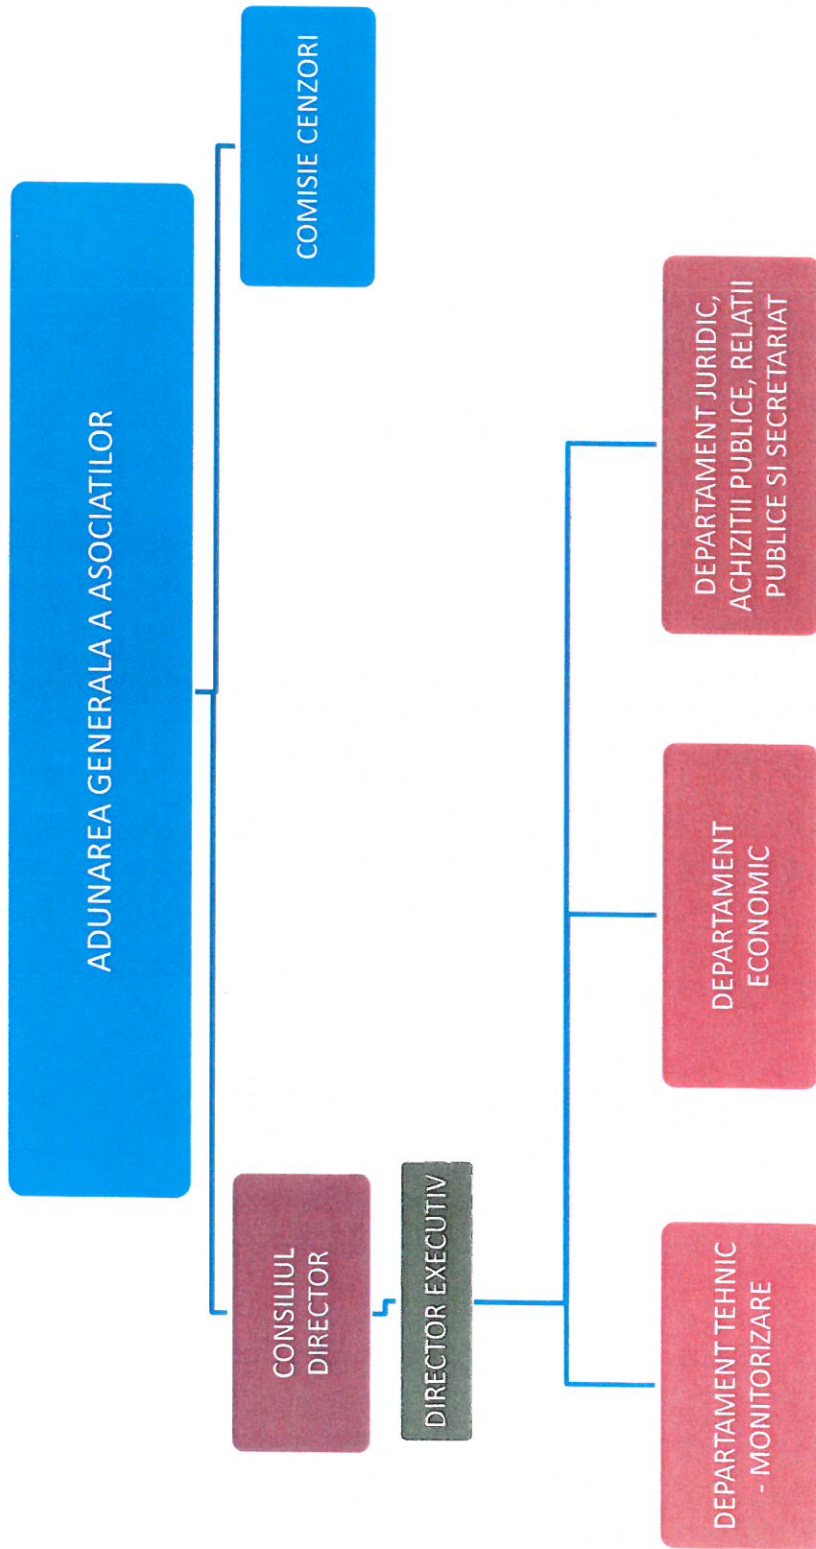 ADUNAREA GENERALA A ASOCIATILOR
CONSILIUL
DIRECTOR
COMISIE CENZORI
DIRECTOR EXECUTIV
DEPARTAMENT TEHNIC
- MONITORIZARE
DEPARTAMENT
ECONOMIC
DEPARTAMENT JURIDIC,
ACHIZITII PUBLICE, RELATII
PUBLICE SI SECRETARIAT